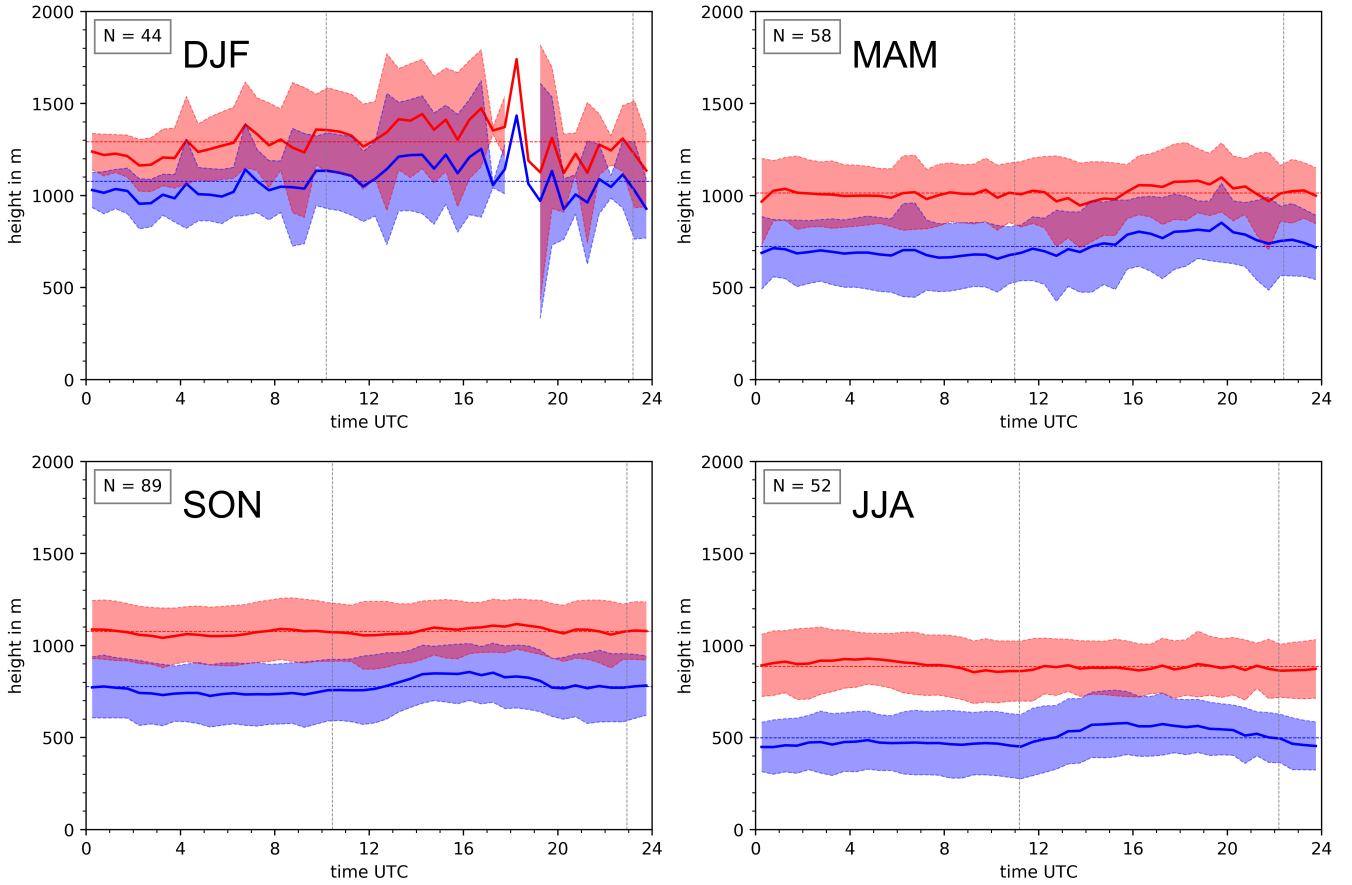 2000
1500
1000
500
0
height in m
N = 44
DJF
0 4 8 12 16 20 24
time UTC
2000
1500
1000
500
0
height in m
N = 58
MAM
0 4 8 12 16 20 24
time UTC
2000
1500
1000
500
0
height in m
N = 89
SON
0 4 8 12 16 20 24
time UTC
2000
1500
1000
500
0
height in m
N = 52
JJA
0 4 8 12 16 20 24
time UTC